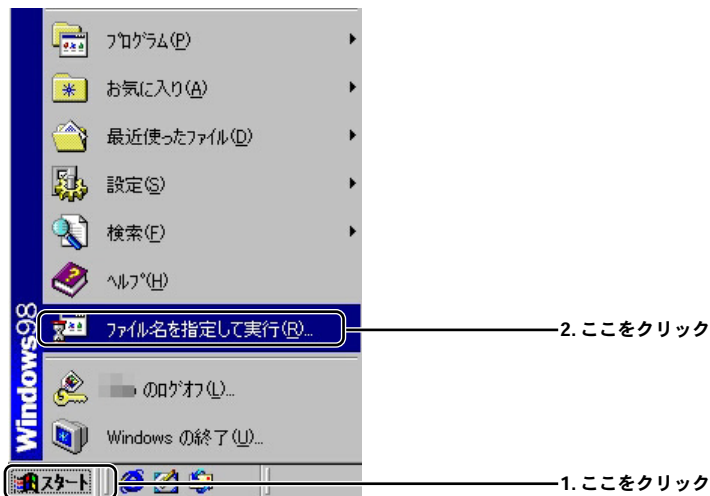 プログラム(P)
お気に入り(A)
最近使ったファイル(D)
設定(S)
検索(F)
ヘルプ(H)
ファイル名を指定して実行(R)...
2. ここをクリック
のログオフ(L)...
Windows の終了(U)...
Windows98
スタート
1. ここをクリック